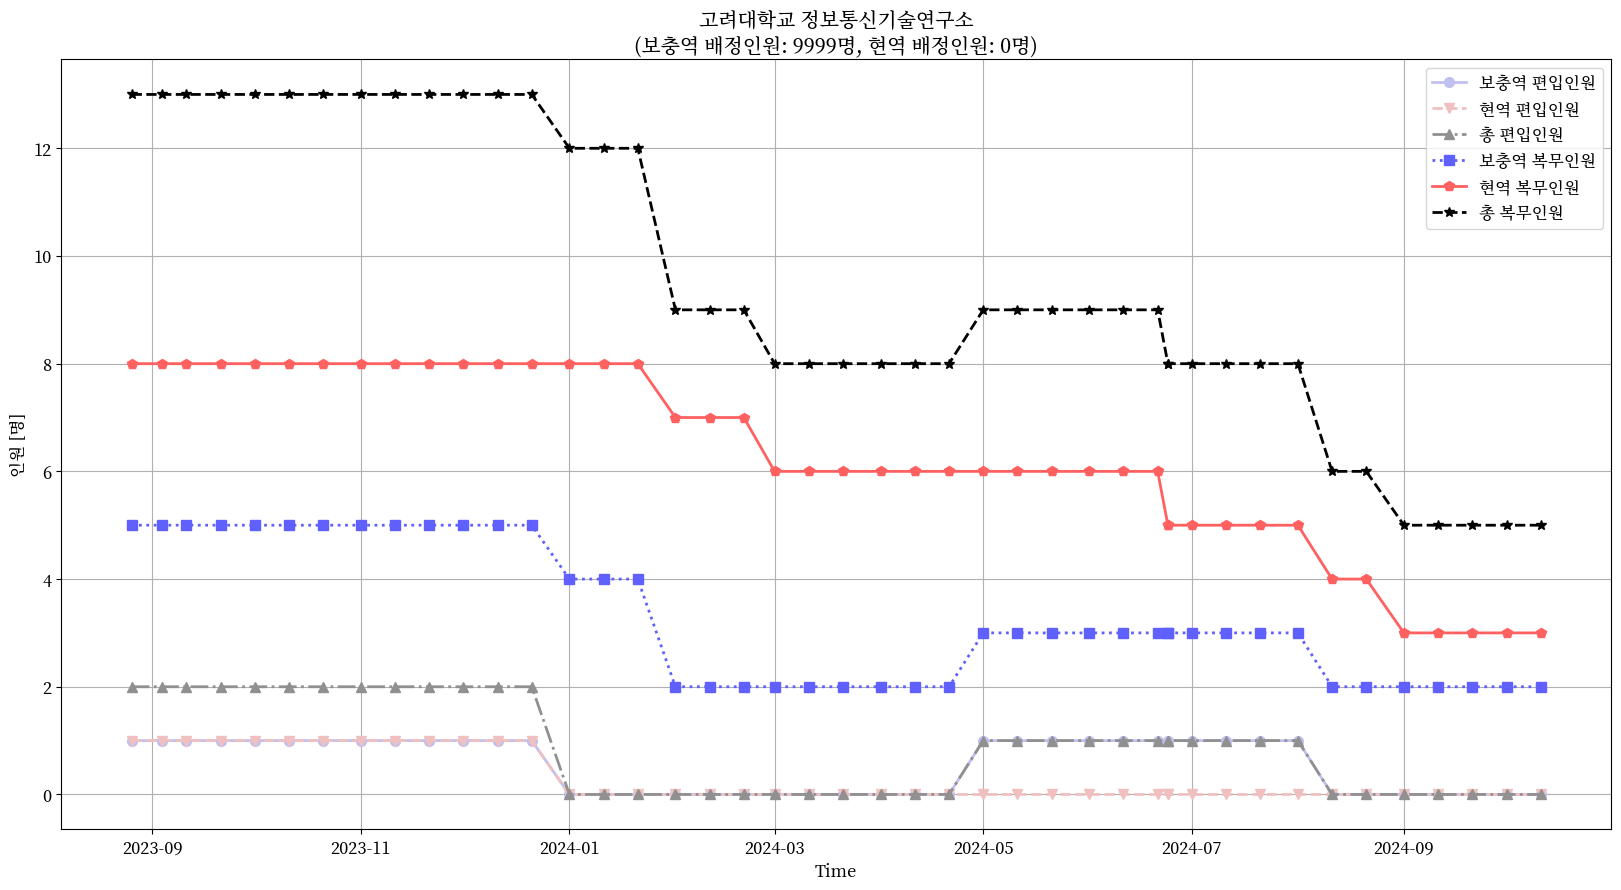 고려대학교 정보통신기술연구소
(보충역 배정인원: 9999명, 현역 배정인원: 0명)
보충역 편입인원
현역 편입인원
총 편입인원
보충역 복무인원
현역 복무인원
총 복무인원
인원 [명]
12
10
8
6
4
2
0
2023-09
2023-11
2024-01
2024-03
2024-05
2024-07
2024-09
Time